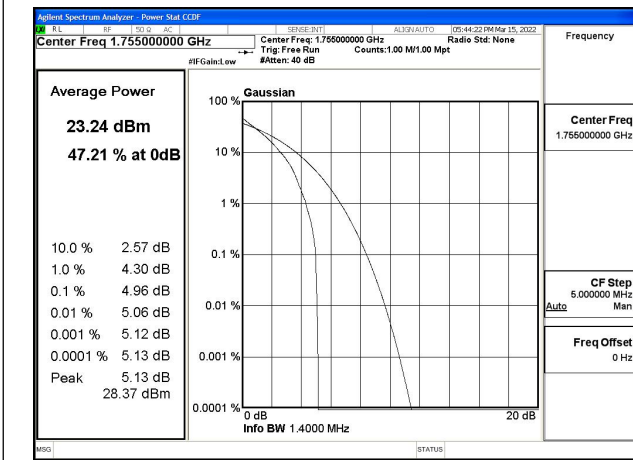 Agilent Spectrum Analyzer - Power Stat CCDF
RL RF 50 Ω AC SENSE:INT ALIGN AUTO 05:44:22 PM Mar 15, 2022
Center Freq 1.755000000 GHz
Center Freq: 1.755000000 GHz Radio Std: None
Trig: Free Run Counts:1.00 M/1.00 Mpt
#IFGain:Low #Atten: 40 dB
Frequency
Average Power
23.24 dBm
47.21 % at 0dB
10.0 % 2.57 dB
1.0 % 4.30 dB
0.1 % 4.96 dB
0.01 % 5.06 dB
0.001 % 5.12 dB
0.0001 % 5.13 dB
Peak 5.13 dB
28.37 dBm
Gaussian
100 %
10 %
1 %
0.1 %
0.01 %
0.001 %
0.0001 %
0 dB 20 dB
Info BW 1.4000 MHz
Center Freq
1.755000000 GHz
CF Step
5.000000 MHz
Auto Man
Freq Offset
0 Hz
MSG STATUS